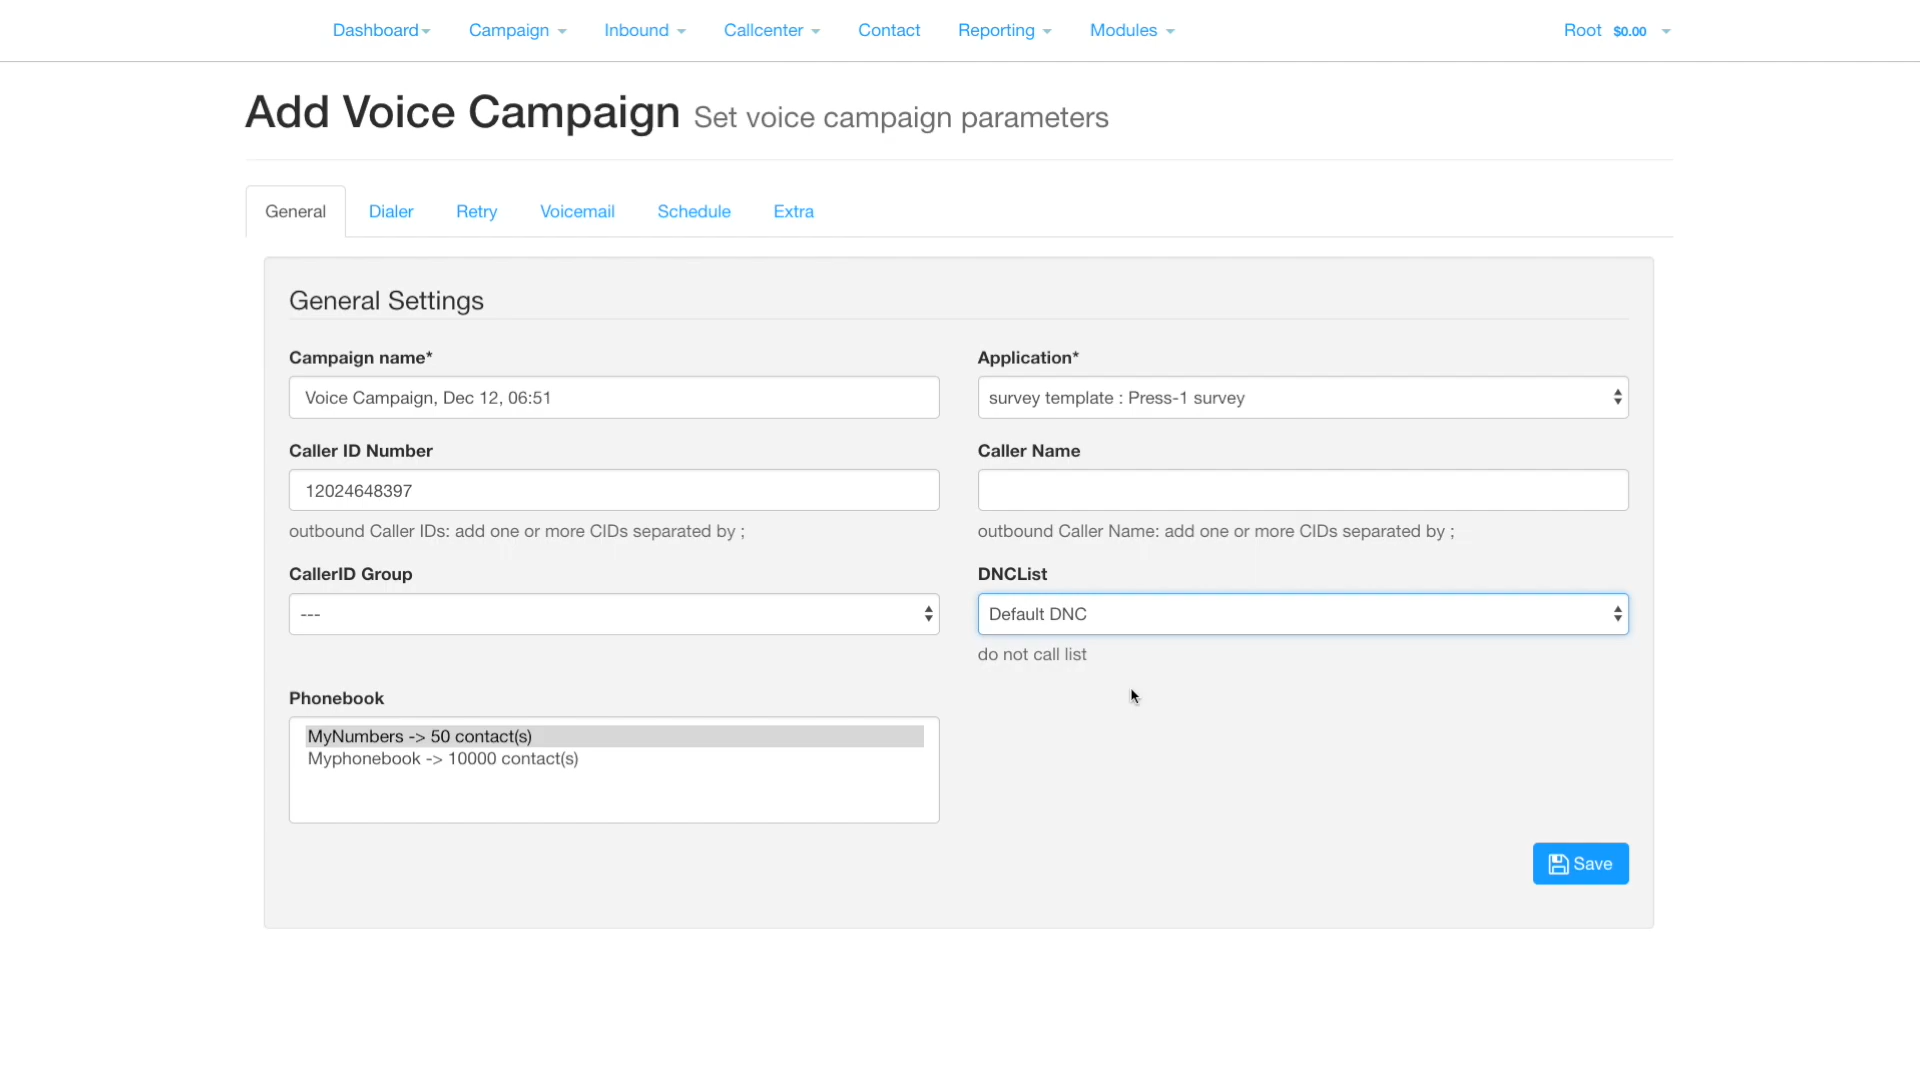 Dashboard Campaign Inbound Callcenter Contact Reporting Modules Root $0.00
Add Voice Campaign Set voice campaign parameters
General Dialer Retry Voicemail Schedule Extra
General Settings
Campaign name* Application*
Voice Campaign, Dec 12, 06:51 survey template : Press-1 survey
Caller ID Number Caller Name
12024648397
outbound Caller IDs: add one or more CIDs separated by ; outbound Caller Name: add one or more CIDs separated by ;
CallerID Group DNCList
--- Default DNC
do not call list
Phonebook
MyNumbers -> 50 contact(s)
Myphonebook -> 10000 contact(s)
Save